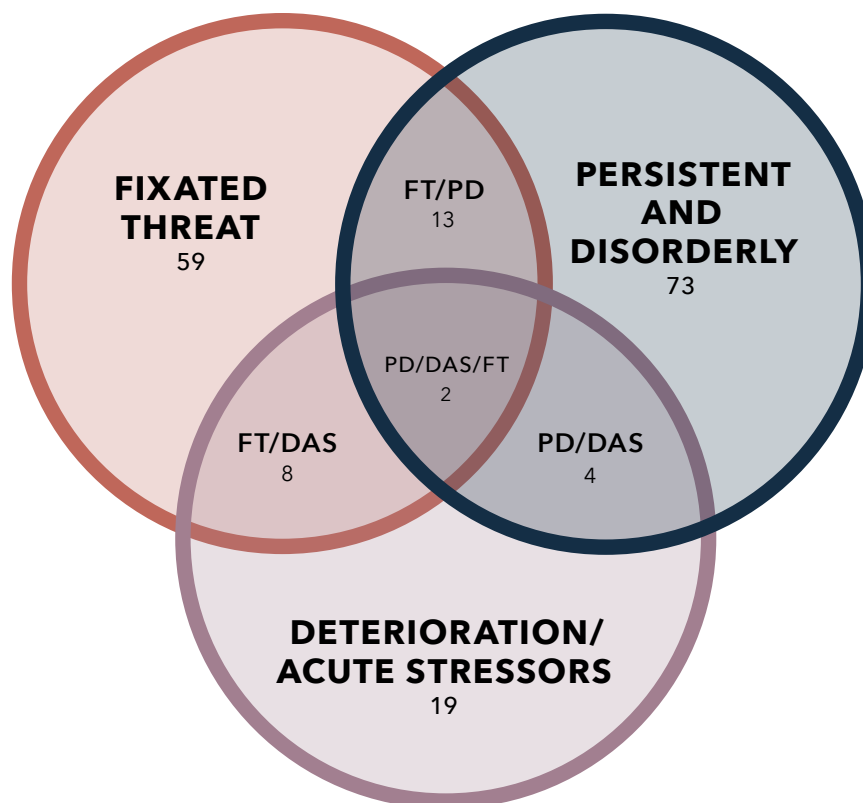 FIXATED
THREAT
59
FT/PD
13
PERSISTENT
AND
DISORDERLY
73
PD/DAS/FT
2
FT/DAS
8
PD/DAS
4
DETERIORATION/
ACUTE STRESSORS
19